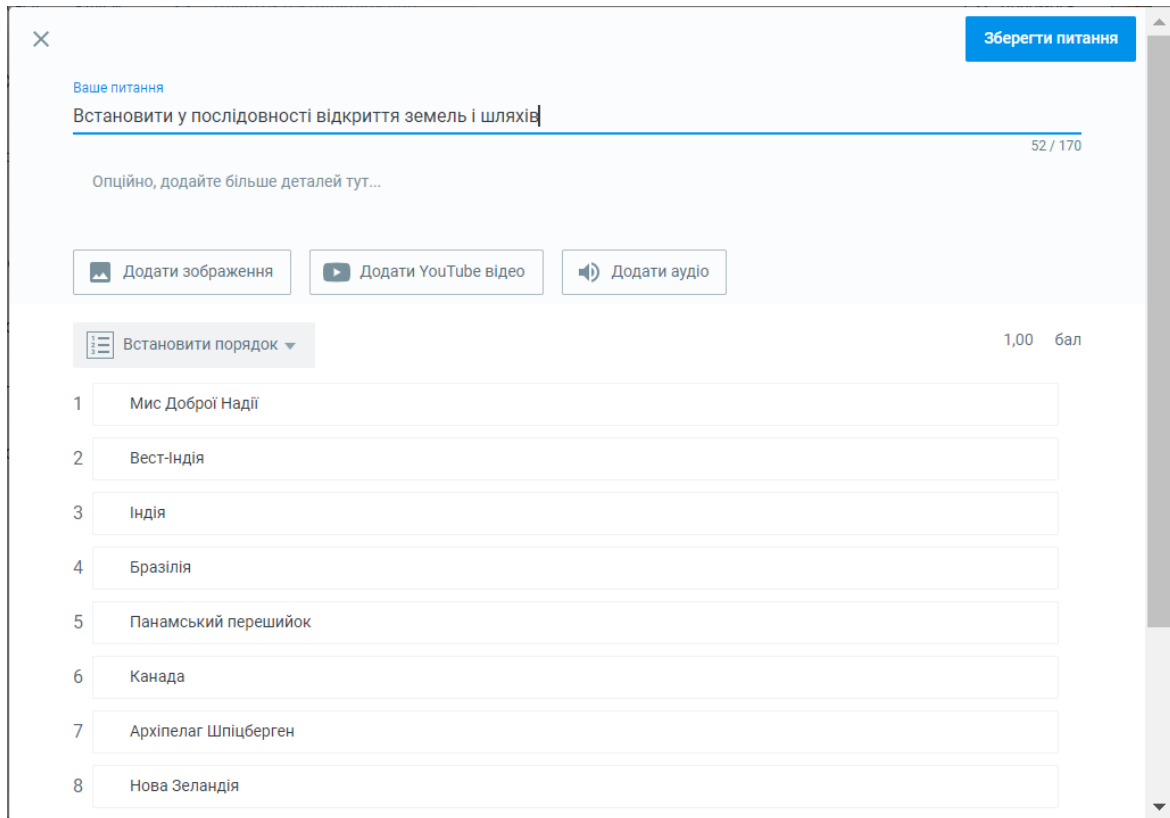 Зберегти питання
Ваше питання
Встановити у послідовності відкриття земель і шляхів
52 / 170
Опційно, додайте більше деталей тут...
Додати зображення Додати YouTube відео Додати аудіо
Встановити порядок 1,00 бал
1 Мис Доброї Надії
2 Вест-Індія
3 Індія
4 Бразілія
5 Панамський перешийок
6 Канада
7 Архіпелаг Шпіцберген
8 Нова Зеландія